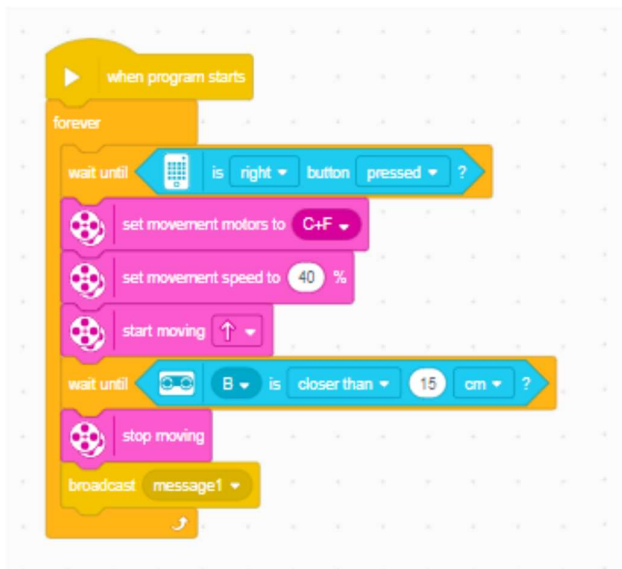 when program starts
forever
wait until is right button pressed ?
set movement motors to C+F
set movement speed to 40 %
start moving
wait until B is closer than 15 cm ?
stop moving
broadcast message1